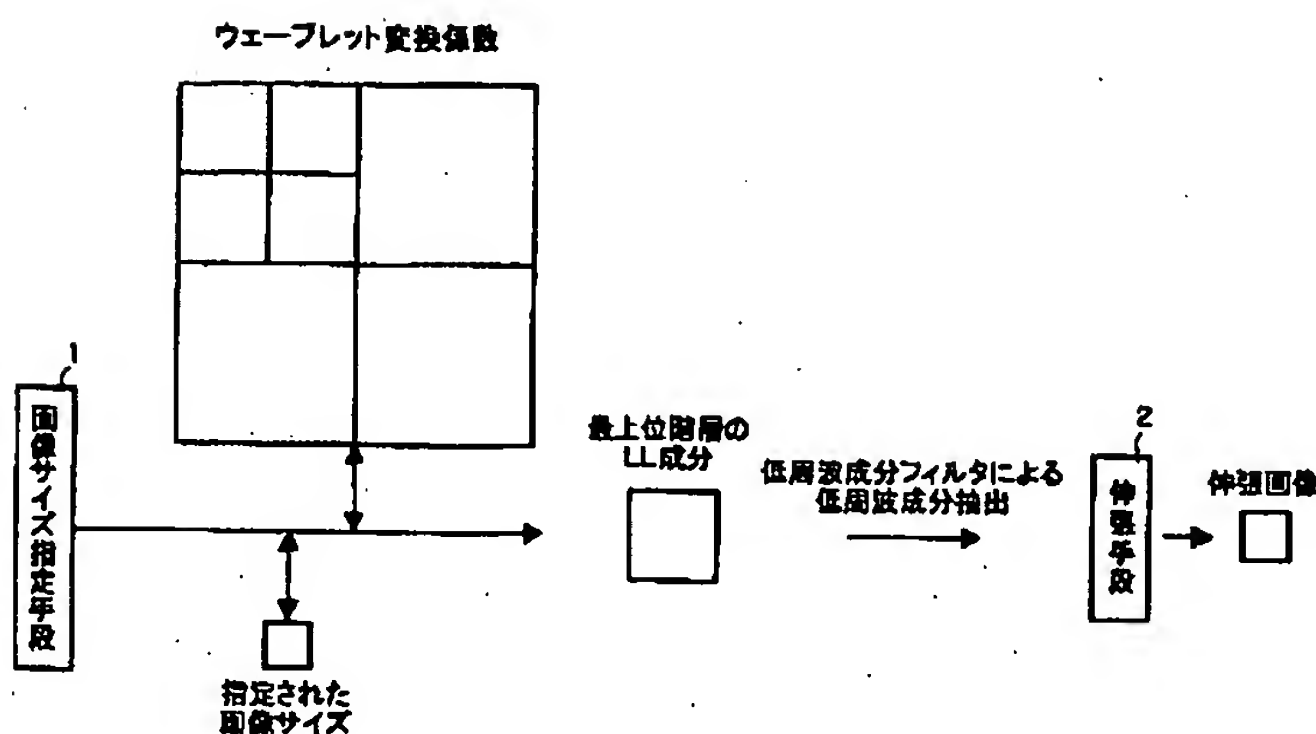 ウェーブレット変換係数
1
画像サイズ指定手段
最上位階層の
LL成分
低周波成分フィルタによる
低周波成分抽出
2
伸張手段
伸張画像
指定された
画像サイズ